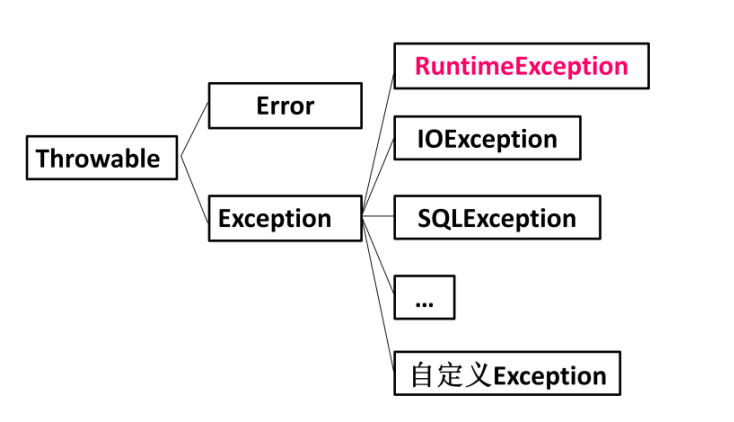 RuntimeException
Error
IOException
Throwable
Exception
SQLException
...
自定义Exception